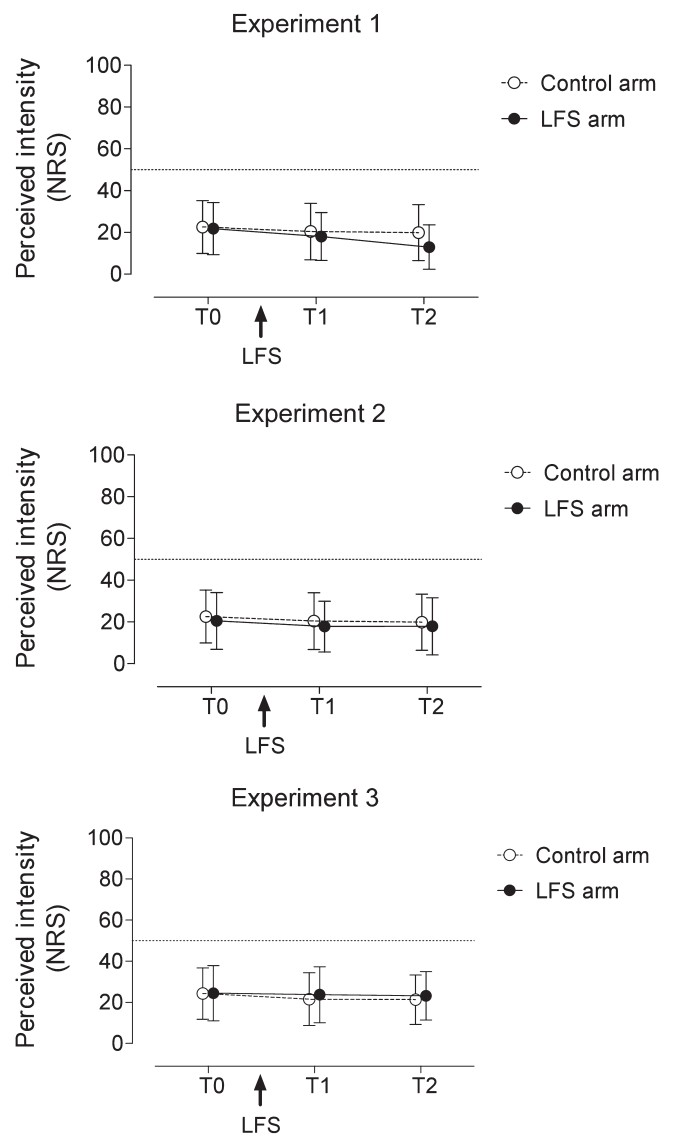 Experiment 1
Perceived intensity
(NRS)
100
80
60
40
20
0
Control arm
LFS arm
T0
T1
T2
LFS
Experiment 2
Perceived intensity
(NRS)
100
80
60
40
20
0
Control arm
LFS arm
T0
T1
T2
LFS
Experiment 3
Perceived intensity
(NRS)
100
80
60
40
20
0
Control arm
LFS arm
T0
T1
T2
LFS